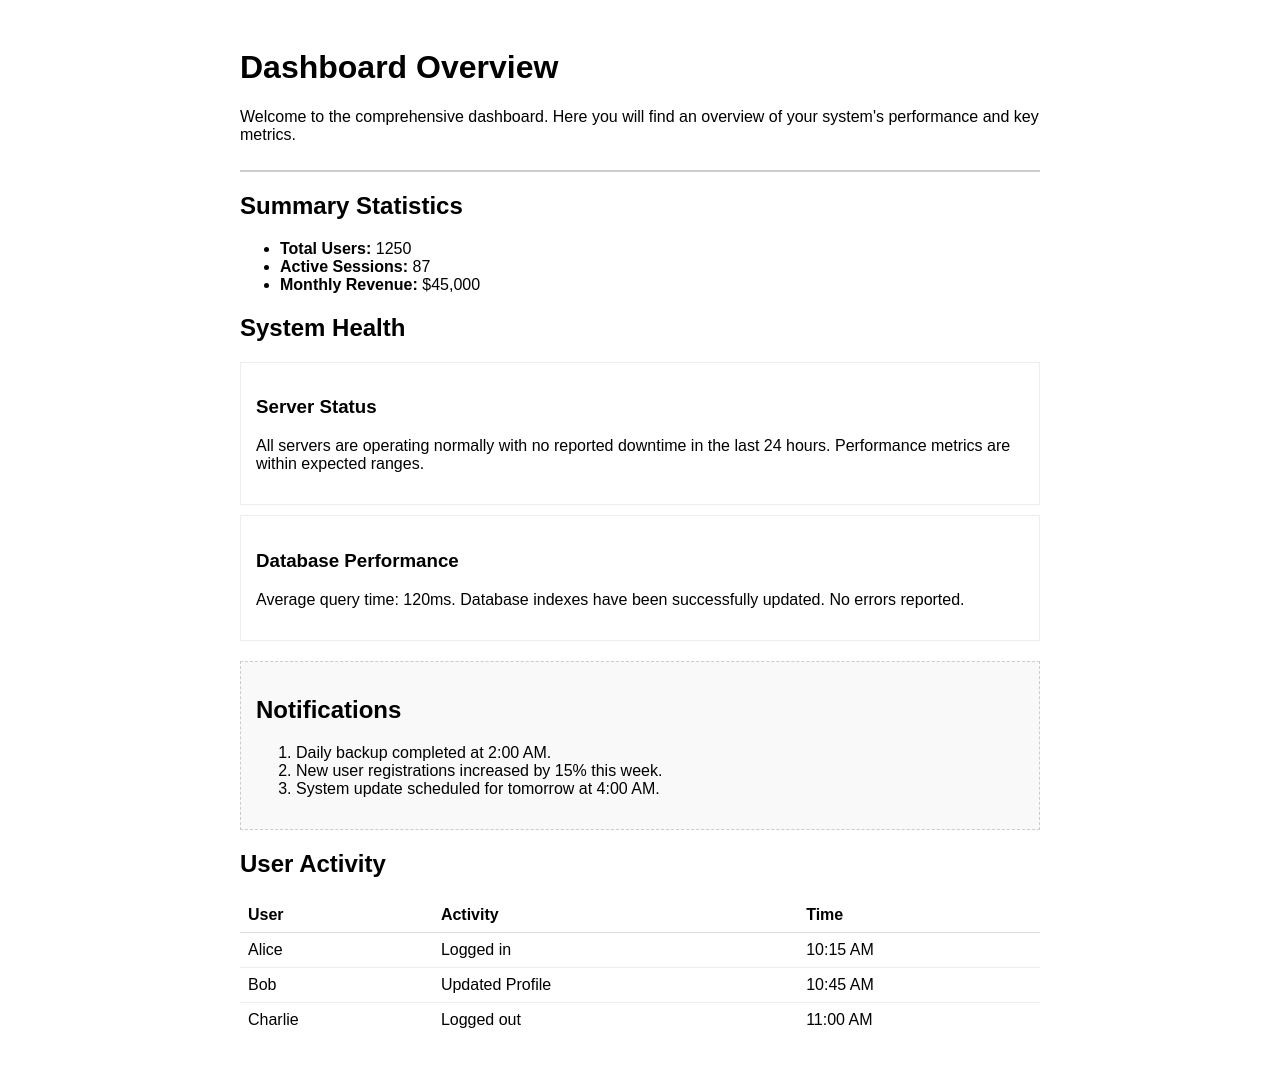 Dashboard Overview
Welcome to the comprehensive dashboard. Here you will find an overview of your system's performance and key
metrics.
Summary Statistics
• Total Users: 1250
• Active Sessions: 87
• Monthly Revenue: $45,000
System Health
Server Status
All servers are operating normally with no reported downtime in the last 24 hours. Performance metrics are
within expected ranges.
Database Performance
Average query time: 120ms. Database indexes have been successfully updated. No errors reported.
Notifications
1. Daily backup completed at 2:00 AM.
2. New user registrations increased by 15% this week.
3. System update scheduled for tomorrow at 4:00 AM.
User Activity
User Activity Time
Alice Logged in 10:15 AM
Bob Updated Profile 10:45 AM
Charlie Logged out 11:00 AM